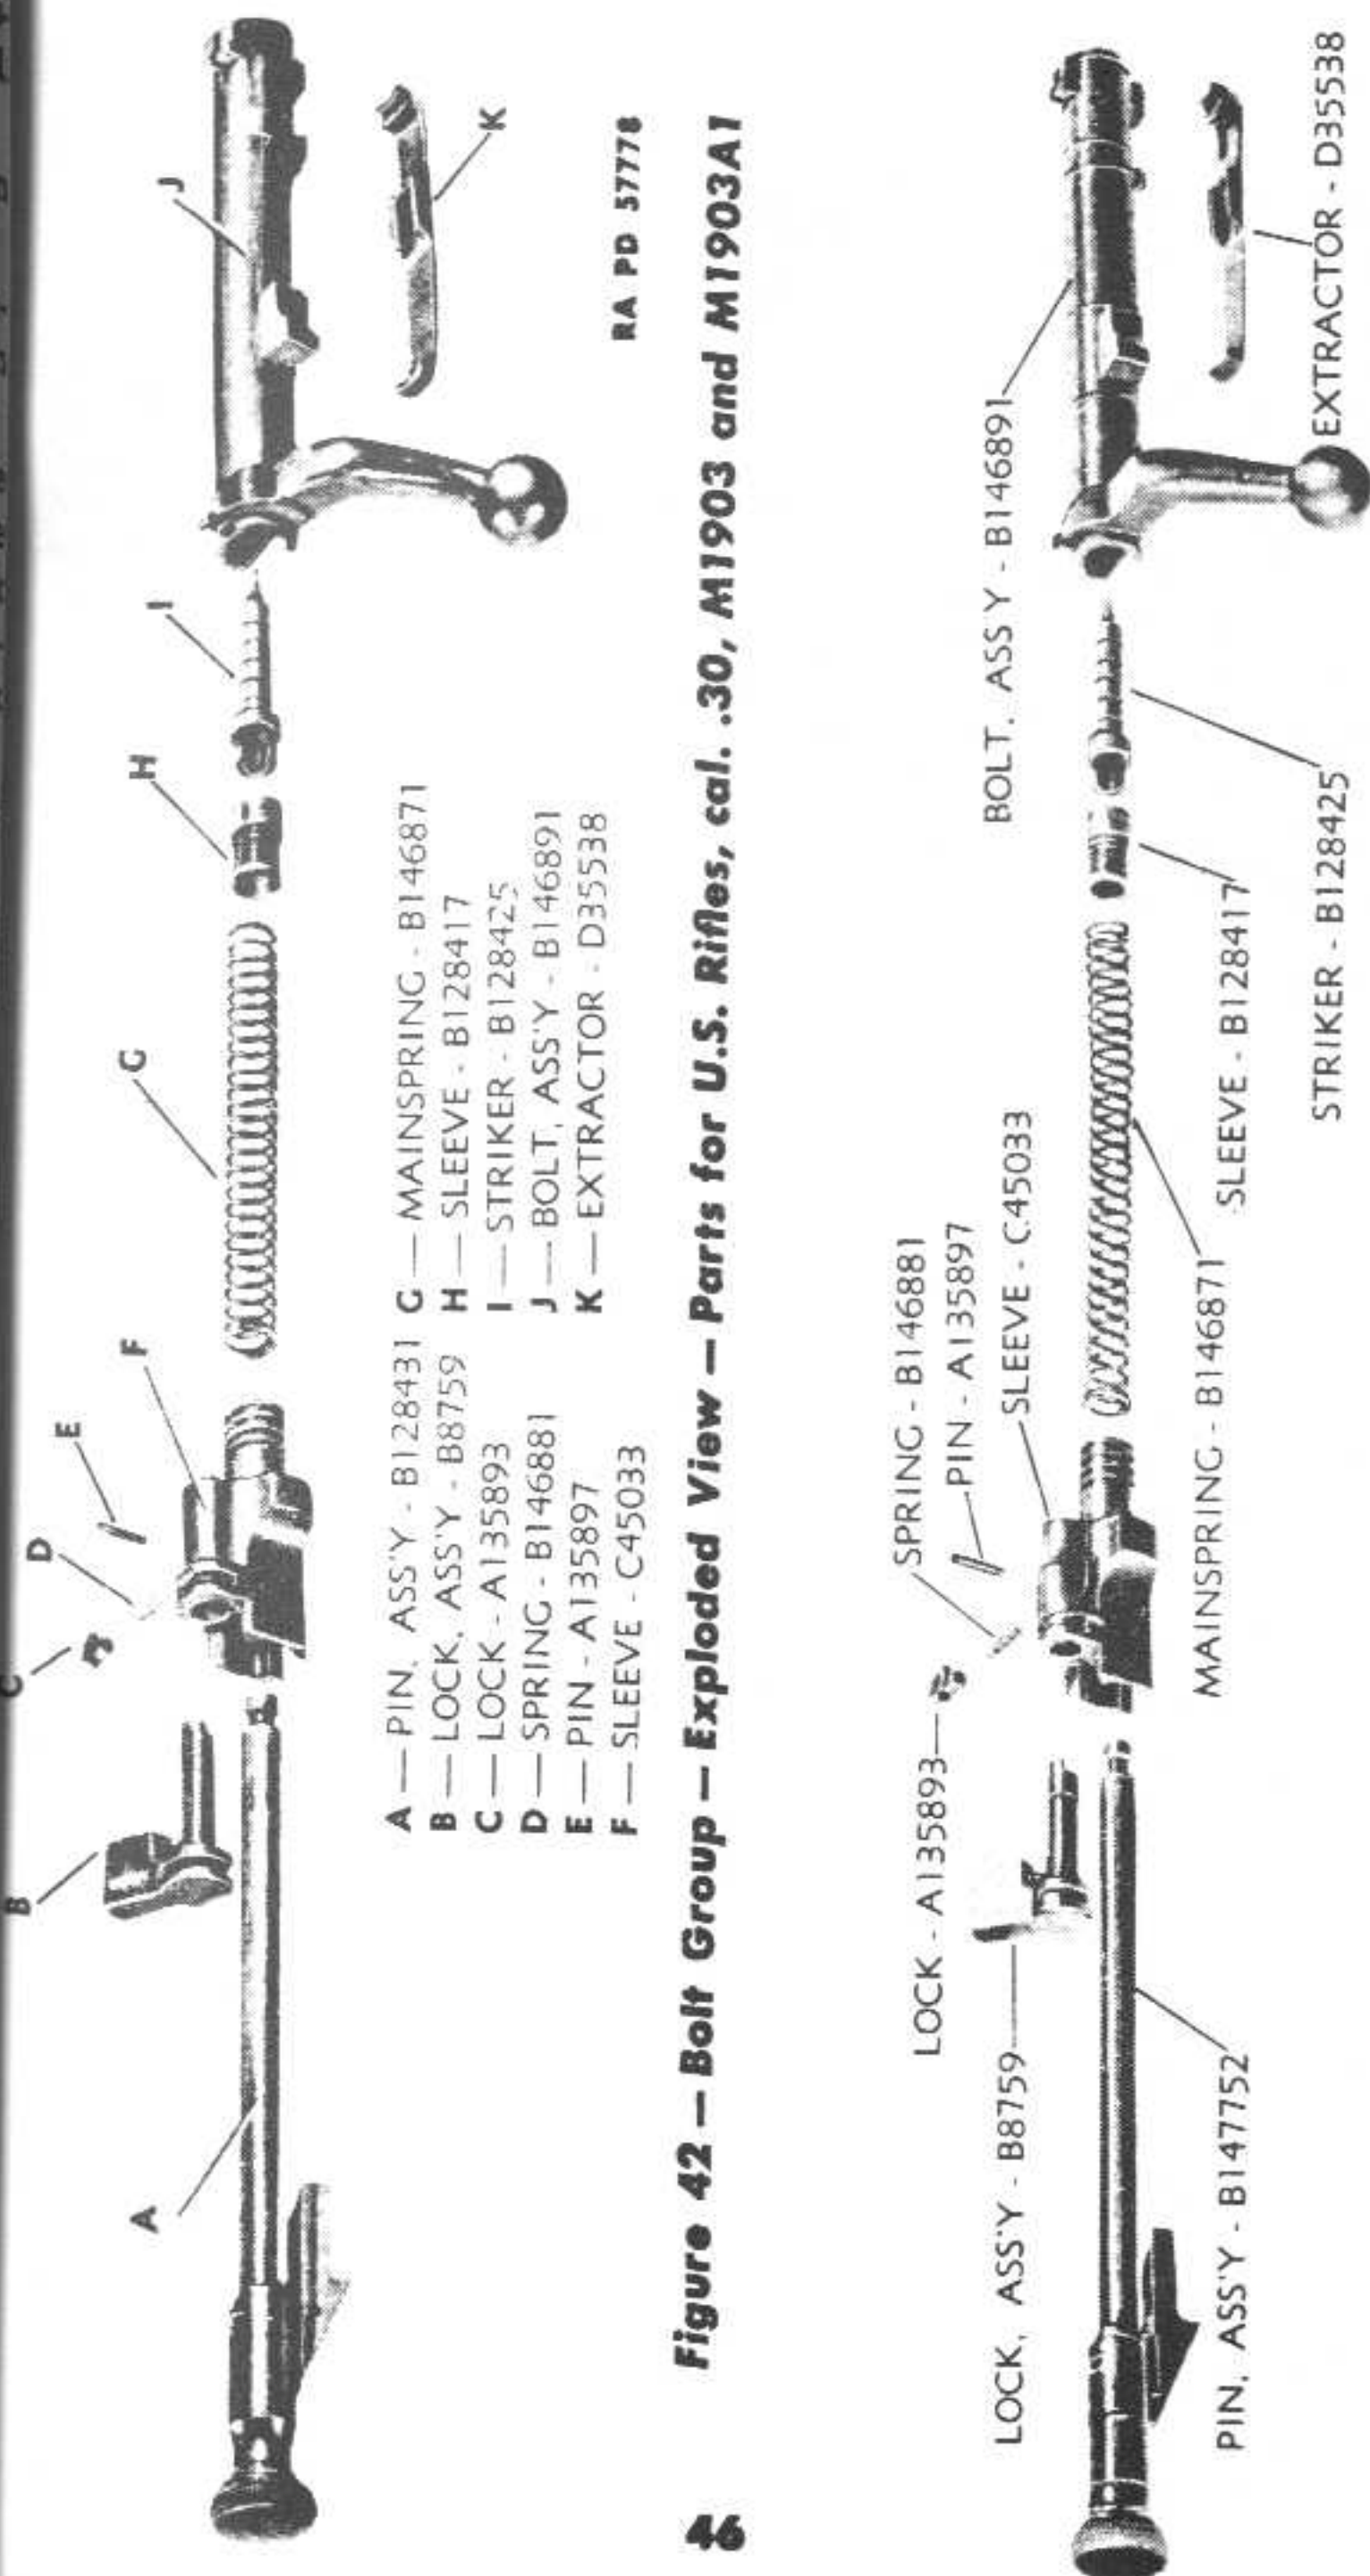 C
D
E
B
F
A
G
H
I
J
K
A — PIN, ASS'Y - B128431
B — LOCK, ASS'Y - B8759
C — LOCK - A135893
D — SPRING - B146881
E — PIN - A135897
F — SLEEVE - C45033
G — MAINSPRING - B146871
H — SLEEVE - B128417
I — STRIKER - B128425
J — BOLT, ASS'Y - B146891
K — EXTRACTOR - D35538
RA PD 57778
Figure 42 — Bolt Group — Exploded View — Parts for U.S. Rifles, cal. .30, M1903 and M1903A1
46
SPRING - B146881
PIN - A135897
SLEEVE - C45033
LOCK - A135893
LOCK, ASS'Y - B8759
BOLT, ASS'Y - B146891
PIN, ASS'Y - B147752
MAINSPRING - B146871
SLEEVE - B128417
STRIKER - B128425
EXTRACTOR - D35538